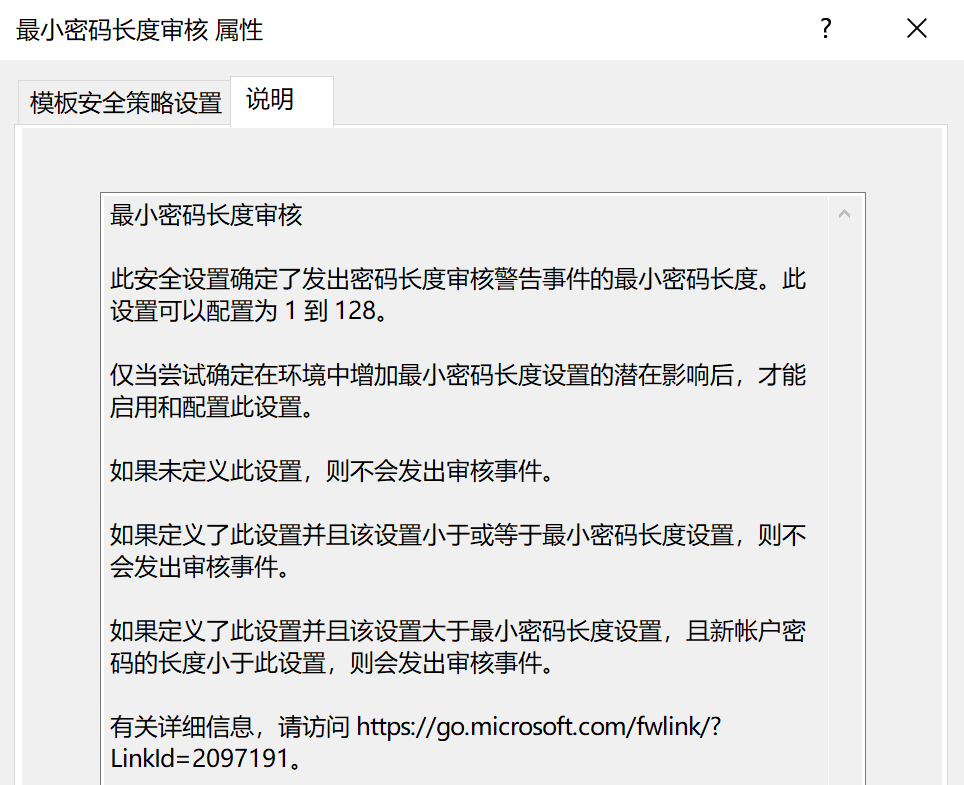 最小密码长度审核 属性
?
模板安全策略设置
说明
最小密码长度审核
此安全设置确定了发出密码长度审核警告事件的最小密码长度。此
设置可以配置为 1 到 128。
仅当尝试确定在环境中增加最小密码长度设置的潜在影响后，才能
启用和配置此设置。
如果未定义此设置，则不会发出审核事件。
如果定义了此设置并且该设置小于或等于最小密码长度设置，则不
会发出审核事件。
如果定义了此设置并且该设置大于最小密码长度设置，且新帐户密
码的长度小于此设置，则会发出审核事件。
有关详细信息，请访问 https://go.microsoft.com/fwlink/?
LinkId=2097191。